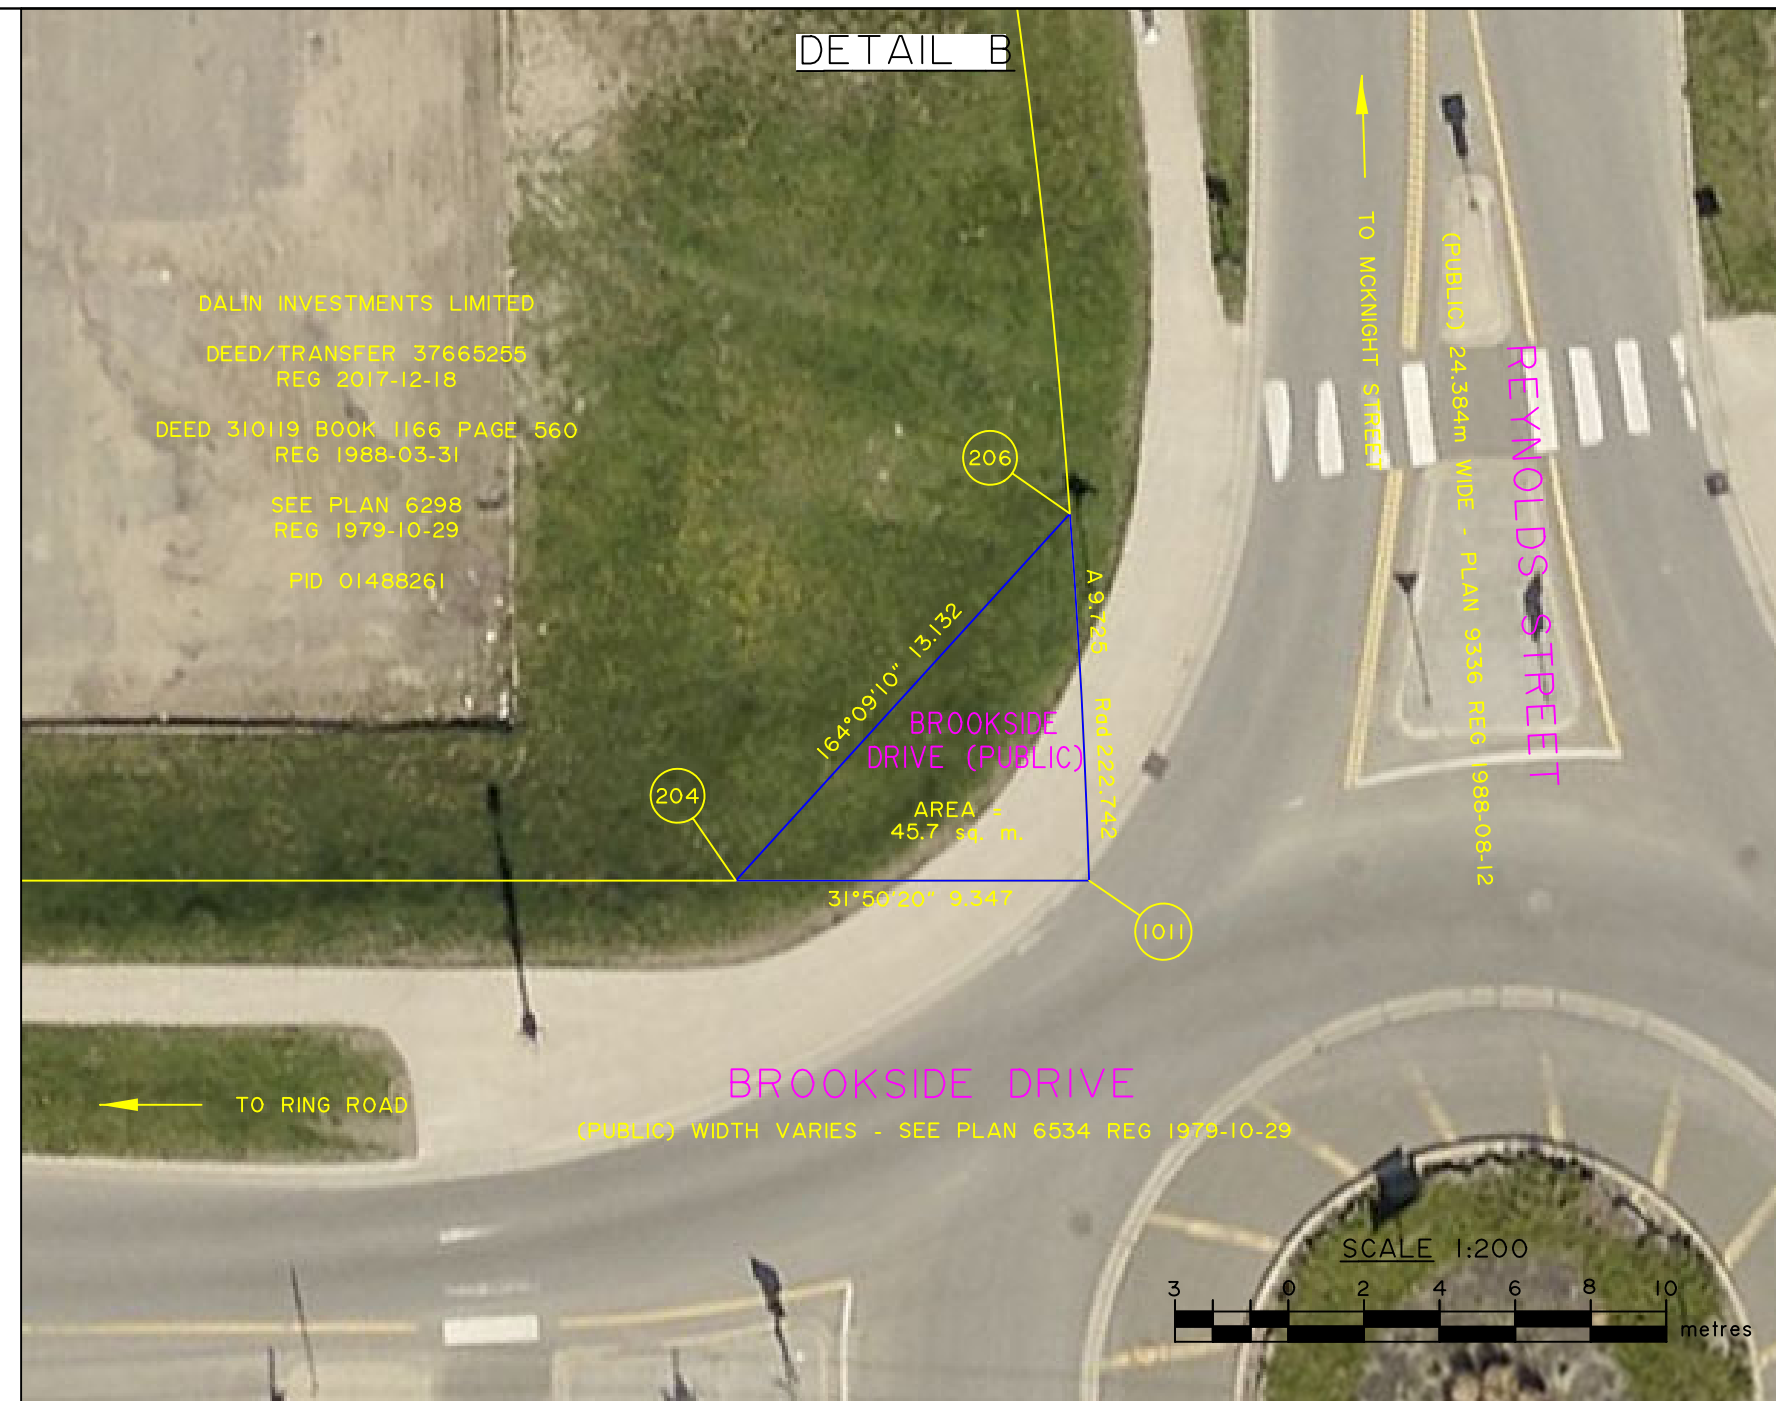 DETAIL B
DALIN INVESTMENTS LIMITED
DEED/TRANSFER 37665255
REG 2017-12-18
DEED 310119 BOOK 1166 PAGE 560
REG 1988-03-31
SEE PLAN 6298
REG 1979-10-29
PID 01488261
TO MCKNIGHT STREET
(PUBLIC) 24.384m WIDE - PLAN 9336 REG 1988-08-12
REYNOLDS STREET
206
A 9.725 Rad 222.742
164°09'10" 13.132
BROOKSIDE
DRIVE (PUBLIC)
204
AREA =
45.7 sq. m.
31°50'20" 9.347
1011
BROOKSIDE DRIVE
TO RING ROAD
(PUBLIC) WIDTH VARIES - SEE PLAN 6534 REG 1979-10-29
SCALE 1:200
3 0 2 4 6 8 10
metres